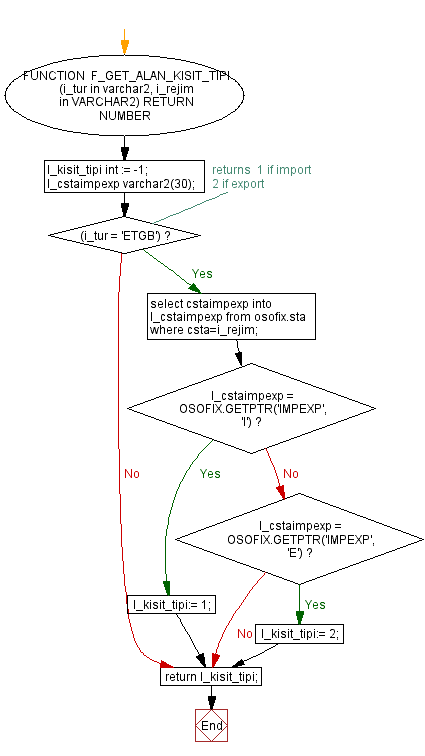 FUNCTION F_GET_ALAN_KISIT_TIPI
(i_tur in varchar2, i_rejim
in VARCHAR2) RETURN
NUMBER
l_kisit_tipi int := -1;
l_cstaimpexp varchar2(30);
returns 1 if import
2 if export
(i_tur = 'ETGB') ?
Yes
select cstaimpexp into
l_cstaimpexp from osofix.sta
where csta=i_rejim;
l_cstaimpexp =
OSOFIX.GETPTR('IMPEXP',
'I') ?
No
Yes
No
l_cstaimpexp =
OSOFIX.GETPTR('IMPEXP',
'E') ?
l_kisit_tipi:= 1;
Yes
No
l_kisit_tipi:= 2;
return l_kisit_tipi;
End